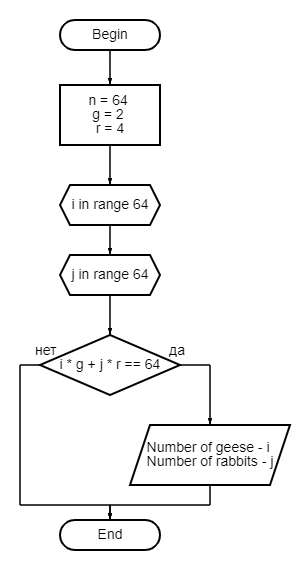 Begin
n = 64
g = 2
r = 4
i in range 64
j in range 64
нет
да
i * g + j * r == 64
Number of geese - i
Number of rabbits - j
End